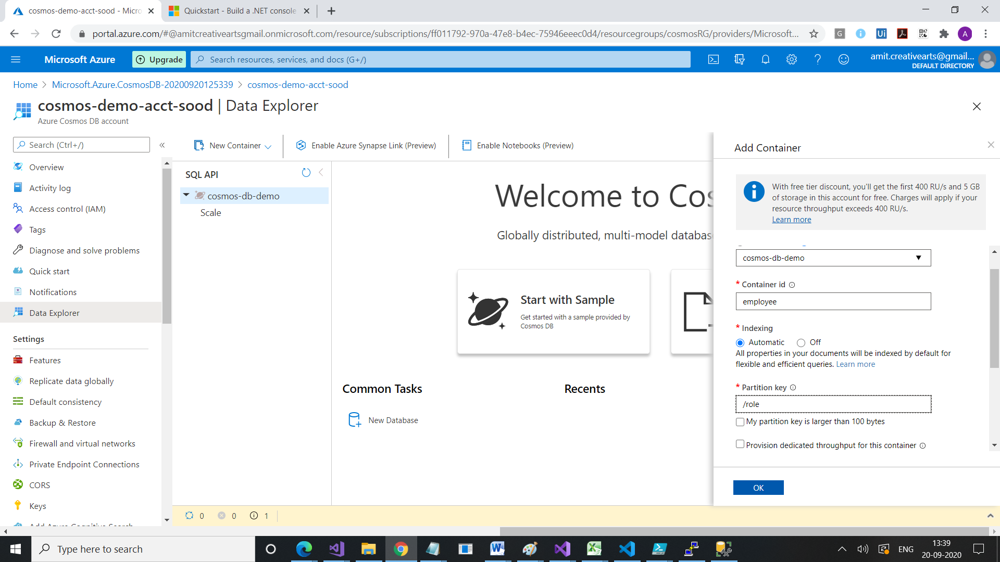 cosmos-demo-acct-sood - Micro
Quickstart - Build a .NET console
portal.azure.com/#@amitcreativeartsgmail.onmicrosoft.com/resource/subscriptions/ff011792-970a-47e8-b4ec-75946eeec0d4/resourcegroups/cosmosRG/providers/Microsoft...
G
Ui
A
Microsoft Azure
Upgrade
Search resources, services, and docs (G+/)
amit.creativearts@gmail...
DEFAULT DIRECTORY
Home > Microsoft.Azure.CosmosDB-20200920125339 > cosmos-demo-acct-sood
cosmos-demo-acct-sood | Data Explorer
Azure Cosmos DB account
Search (Ctrl+/)
Overview
Activity log
Access control (IAM)
Tags
Diagnose and solve problems
Quick start
Notifications
Data Explorer
Settings
Features
Replicate data globally
Default consistency
Backup & Restore
Firewall and virtual networks
Private Endpoint Connections
CORS
Keys
Add Azure Cognitive Search
New Container
Enable Azure Synapse Link (Preview)
Enable Notebooks (Preview)
SQL API
cosmos-db-demo
Scale
Welcome to Cos
Globally distributed, multi-model databas
Start with Sample
Get started with a sample provided by
Cosmos DB
Common Tasks
New Database
Recents
Add Container
With free tier discount, you'll get the first 400 RU/s and 5 GB
of storage in this account for free. Charges will apply if your
resource throughput exceeds 400 RU/s.
Learn more
cosmos-db-demo
* Container id
employee
* Indexing
Automatic Off
All properties in your documents will be indexed by default for
flexible and efficient queries. Learn more
* Partition key
/role
My partition key is larger than 100 bytes
Provision dedicated throughput for this container
OK
0 0 1
Type here to search
ENG
13:39
20-09-2020